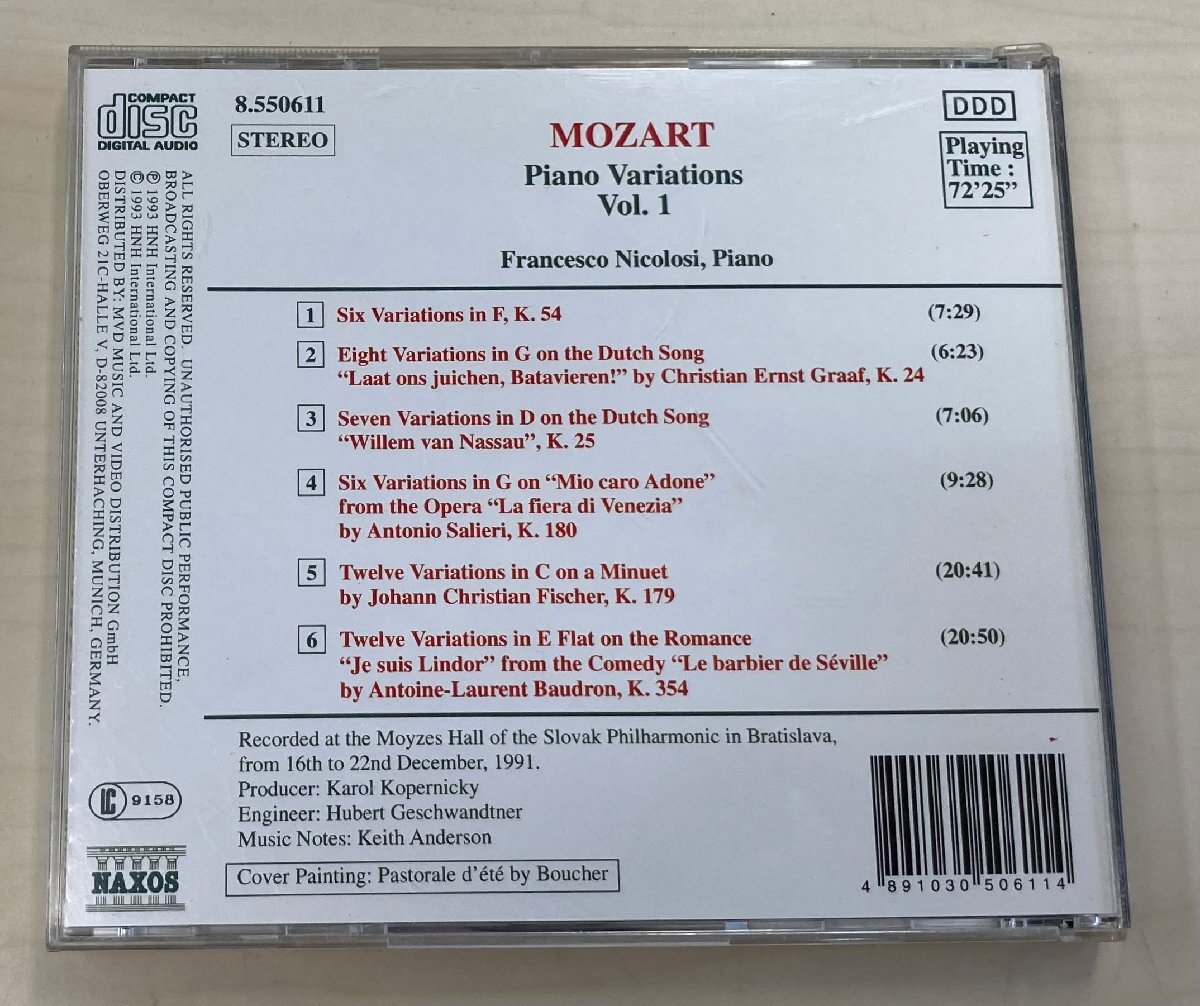 COMPACT
disc
DIGITAL AUDIO
8.550611
STEREO
DDD
Playing
Time :
72’25”
MOZART
Piano Variations
Vol. 1
Francesco Nicolosi, Piano
1 Six Variations in F, K. 54 (7:29)
2 Eight Variations in G on the Dutch Song (6:23)
“Laat ons juichen, Batavieren!” by Christian Ernst Graaf, K. 24
3 Seven Variations in D on the Dutch Song (7:06)
“Willem van Nassau”, K. 25
4 Six Variations in G on “Mio caro Adone” (9:28)
from the Opera “La fiera di Venezia”
by Antonio Salieri, K. 180
5 Twelve Variations in C on a Minuet (20:41)
by Johann Christian Fischer, K. 179
6 Twelve Variations in E Flat on the Romance (20:50)
“Je suis Lindor” from the Comedy “Le barbier de Séville”
by Antoine-Laurent Baudron, K. 354
Recorded at the Moyzes Hall of the Slovak Philharmonic in Bratislava,
from 16th to 22nd December, 1991.
Producer: Karol Kopernicky
Engineer: Hubert Geschwandtner
Music Notes: Keith Anderson
Cover Painting: Pastorale d’été by Boucher
ALL RIGHTS RESERVED. UNAUTHORISED PUBLIC PERFORMANCE,
BROADCASTING AND COPYING OF THIS COMPACT DISC PROHIBITED.
℗ 1993 HNH International Ltd.
© 1993 HNH International Ltd.
DISTRIBUTED BY: MVD MUSIC AND VIDEO DISTRIBUTION GmbH
OBERWEG 21C-HALLE V, D-82008 UNTERHACHING, MUNICH, GERMANY.
LC 9158
NAXOS
4 891030 506114